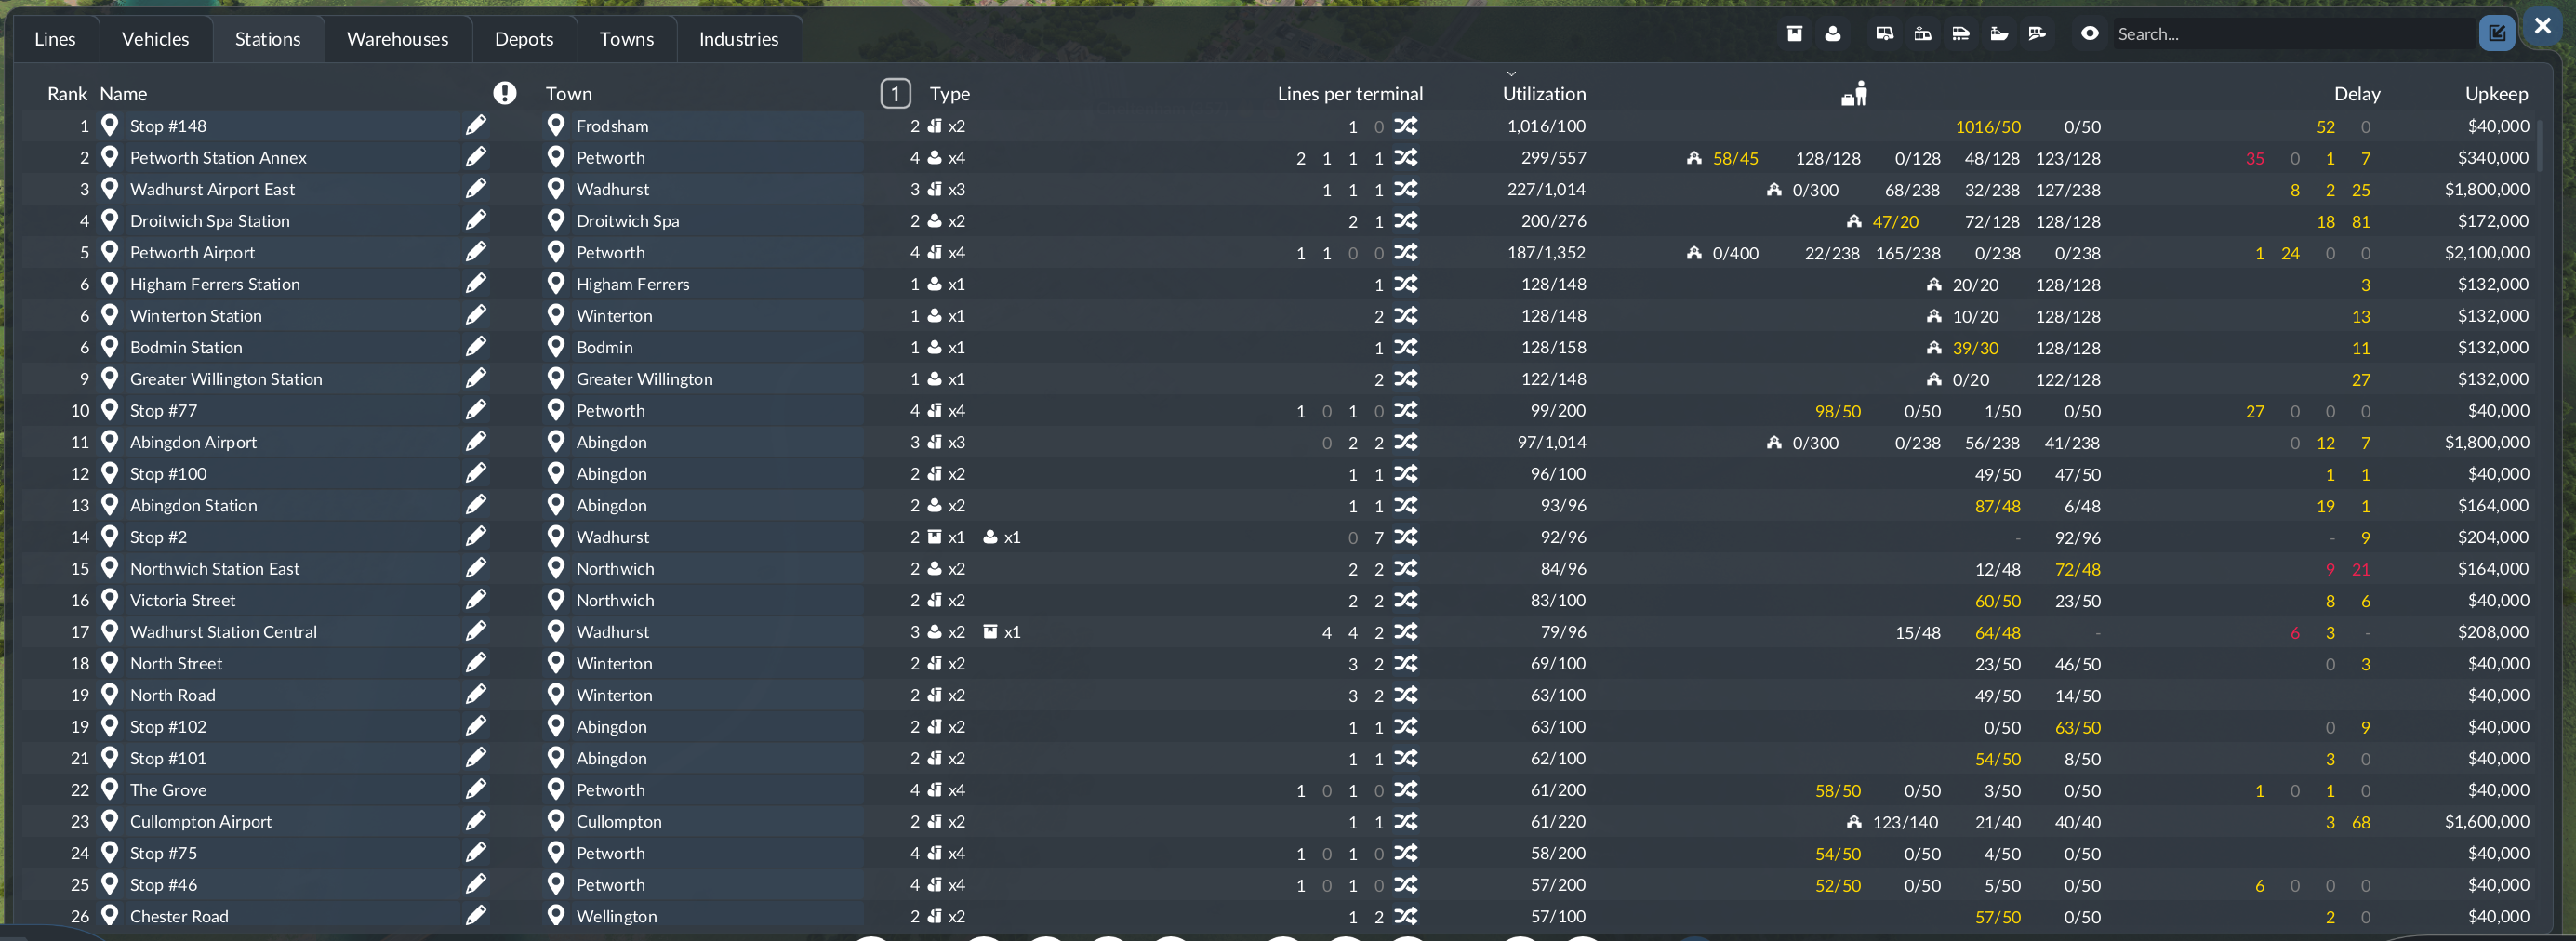 Lines Vehicles Stations Warehouses Depots Towns Industries Search...
Rank Name Town 1 Type Lines per terminal Utilization Delay Upkeep
1 Stop #148 Frodsham 2 x2 1 0 1,016/100 1016/50 0/50 52 0 $40,000
2 Petworth Station Annex Petworth 4 x4 2 1 1 1 299/557 58/45 128/128 0/128 48/128 123/128 35 0 1 7 $340,000
3 Wadhurst Airport East Wadhurst 3 x3 1 1 1 227/1,014 0/300 68/238 32/238 127/238 8 2 25 $1,800,000
4 Droitwich Spa Station Droitwich Spa 2 x2 2 1 200/276 47/20 72/128 128/128 18 81 $172,000
5 Petworth Airport Petworth 4 x4 1 1 0 0 187/1,352 0/400 22/238 165/238 0/238 0/238 1 24 0 0 $2,100,000
6 Higham Ferrers Station Higham Ferrers 1 x1 1 128/148 20/20 128/128 3 $132,000
6 Winterton Station Winterton 1 x1 2 128/148 10/20 128/128 13 $132,000
6 Bodmin Station Bodmin 1 x1 1 128/158 39/30 128/128 11 $132,000
9 Greater Willington Station Greater Willington 1 x1 2 122/148 0/20 122/128 27 $132,000
10 Stop #77 Petworth 4 x4 1 0 1 0 99/200 98/50 0/50 1/50 0/50 27 0 0 0 $40,000
11 Abingdon Airport Abingdon 3 x3 0 2 2 97/1,014 0/300 0/238 56/238 41/238 0 12 7 $1,800,000
12 Stop #100 Abingdon 2 x2 1 1 96/100 49/50 47/50 1 1 $40,000
13 Abingdon Station Abingdon 2 x2 1 1 93/96 87/48 6/48 19 1 $164,000
14 Stop #2 Wadhurst 2 x1 x1 0 7 92/96 - 92/96 - 9 $204,000
15 Northwich Station East Northwich 2 x2 2 2 84/96 12/48 72/48 9 21 $164,000
16 Victoria Street Northwich 2 x2 2 2 83/100 60/50 23/50 8 6 $40,000
17 Wadhurst Station Central Wadhurst 3 x2 x1 4 4 2 79/96 15/48 64/48 - 6 3 - $208,000
18 North Street Winterton 2 x2 3 2 69/100 23/50 46/50 0 3 $40,000
19 North Road Winterton 2 x2 3 2 63/100 49/50 14/50 $40,000
19 Stop #102 Abingdon 2 x2 1 1 63/100 0/50 63/50 0 9 $40,000
21 Stop #101 Abingdon 2 x2 1 1 62/100 54/50 8/50 3 0 $40,000
22 The Grove Petworth 4 x4 1 0 1 0 61/200 58/50 0/50 3/50 0/50 1 0 1 0 $40,000
23 Cullompton Airport Cullompton 2 x2 1 1 61/220 123/140 21/40 40/40 3 68 $1,600,000
24 Stop #75 Petworth 4 x4 1 0 1 0 58/200 54/50 0/50 4/50 0/50 $40,000
25 Stop #46 Petworth 4 x4 1 0 1 0 57/200 52/50 0/50 5/50 0/50 6 0 0 0 $40,000
26 Chester Road Wellington 2 x2 1 2 57/100 57/50 0/50 2 0 $40,000